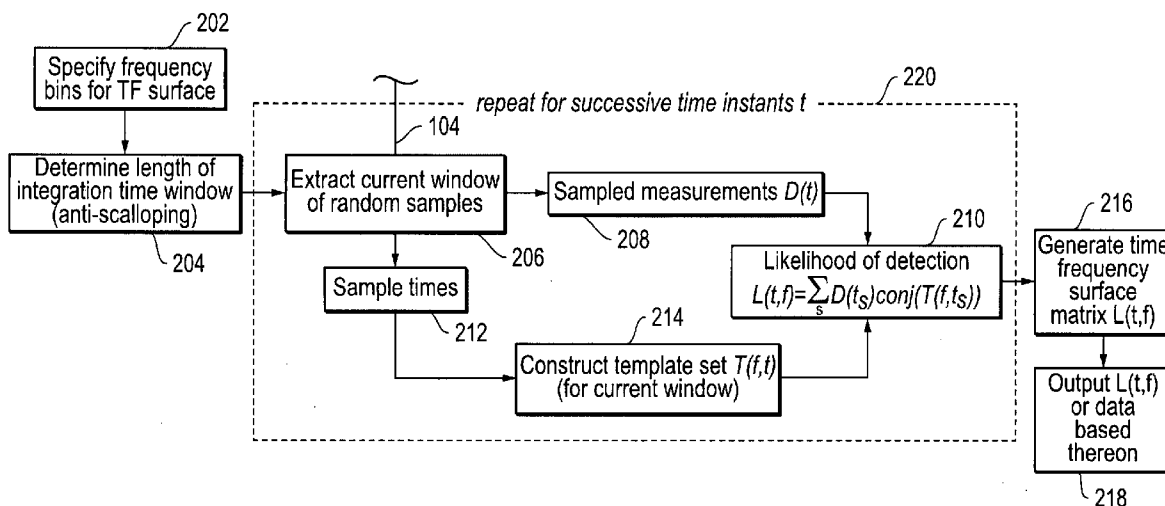 202
Specify frequency
bins for TF surface
220
repeat for successive time instants t
104
Determine length of
integration time window
(anti-scalloping)
204
Extract current window
of random samples
206
Sampled measurements D(t)
208
210
Likelihood of detection
L(t,f)=∑D(tS)conj(T(f,tS))
s
216
Generate time
frequency
surface
matrix L(t,f)
Sample times
212
214
Construct template set T(f,t)
(for current window)
Output L(t,f)
or data
based
thereon
218